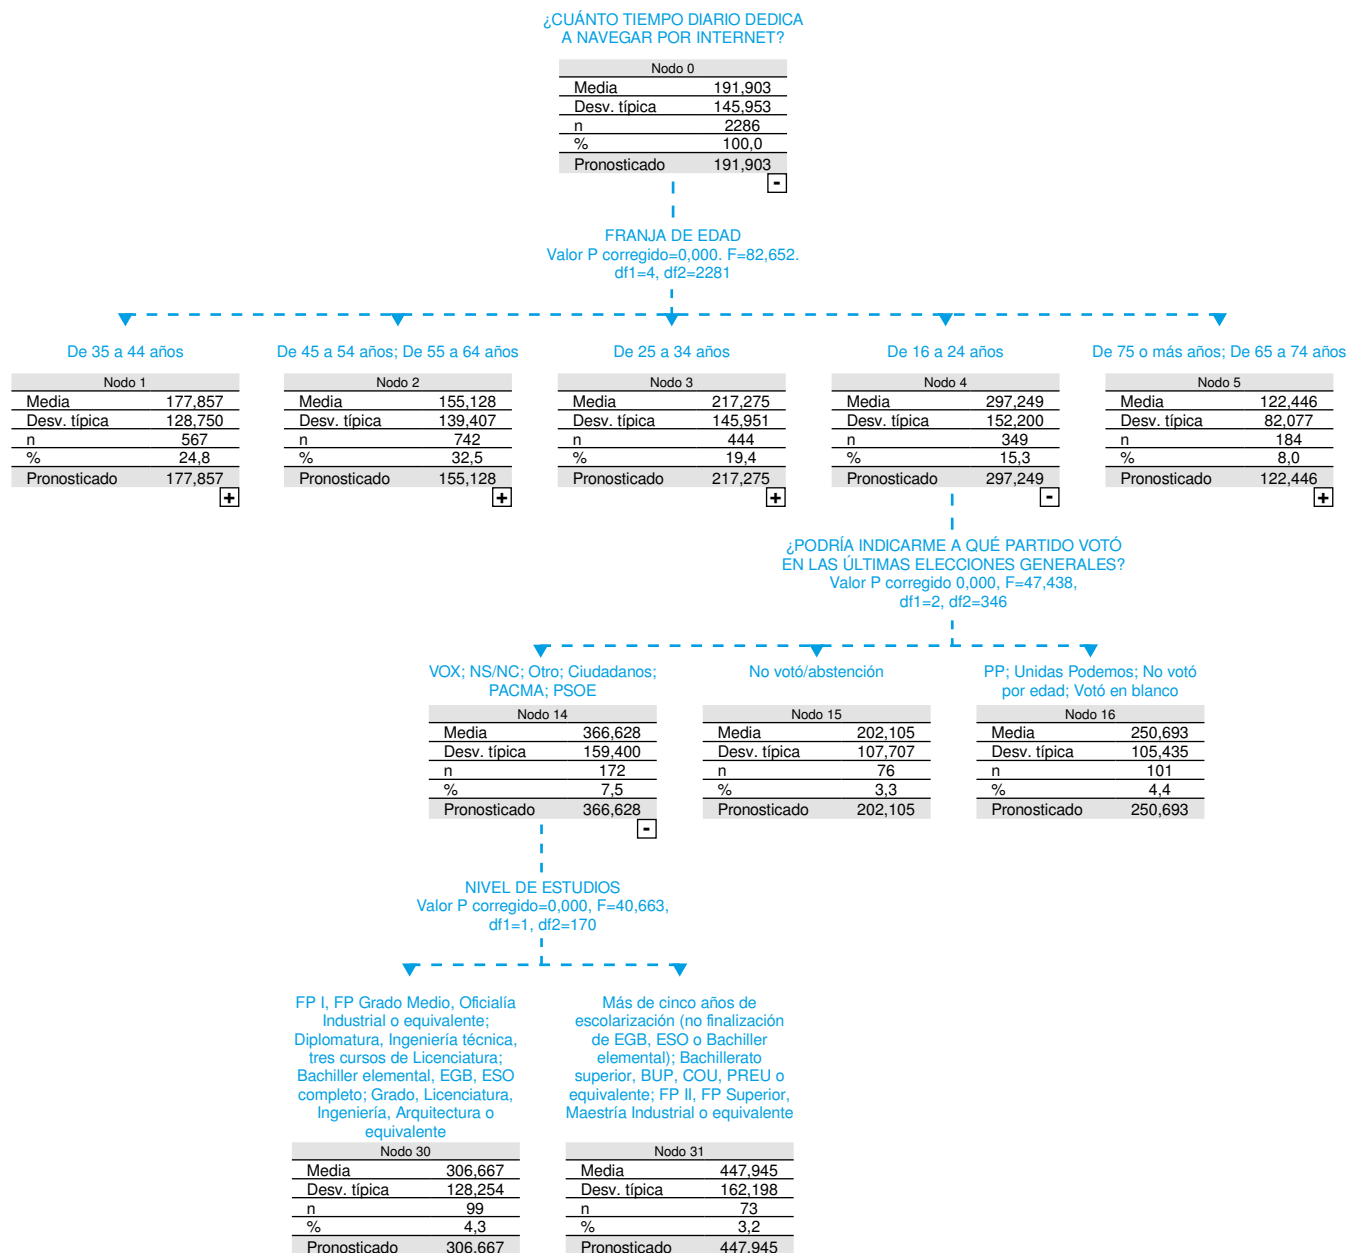 ¿CUÁNTO TIEMPO DIARIO DEDICA
A NAVEGAR POR INTERNET?
Nodo 0
Media 191,903
Desv. típica 145,953
n 2286
% 100,0
Pronosticado 191,903
-
FRANJA DE EDAD
Valor P corregido=0,000. F=82,652.
df1=4, df2=2281
De 35 a 44 años
Nodo 1
Media 177,857
Desv. típica 128,750
n 567
% 24,8
Pronosticado 177,857
+
De 45 a 54 años; De 55 a 64 años
Nodo 2
Media 155,128
Desv. típica 139,407
n 742
% 32,5
Pronosticado 155,128
+
De 25 a 34 años
Nodo 3
Media 217,275
Desv. típica 145,951
n 444
% 19,4
Pronosticado 217,275
+
De 16 a 24 años
Nodo 4
Media 297,249
Desv. típica 152,200
n 349
% 15,3
Pronosticado 297,249
-
De 75 o más años; De 65 a 74 años
Nodo 5
Media 122,446
Desv. típica 82,077
n 184
% 8,0
Pronosticado 122,446
+
¿PODRÍA INDICARME A QUÉ PARTIDO VOTÓ
EN LAS ÚLTIMAS ELECCIONES GENERALES?
Valor P corregido 0,000, F=47,438,
df1=2, df2=346
VOX; NS/NC; Otro; Ciudadanos;
PACMA; PSOE
Nodo 14
Media 366,628
Desv. típica 159,400
n 172
% 7,5
Pronosticado 366,628
-
No votó/abstención
Nodo 15
Media 202,105
Desv. típica 107,707
n 76
% 3,3
Pronosticado 202,105
PP; Unidas Podemos; No votó
por edad; Votó en blanco
Nodo 16
Media 250,693
Desv. típica 105,435
n 101
% 4,4
Pronosticado 250,693
NIVEL DE ESTUDIOS
Valor P corregido=0,000, F=40,663,
df1=1, df2=170
FP I, FP Grado Medio, Oficialía
Industrial o equivalente;
Diplomatura, Ingeniería técnica,
tres cursos de Licenciatura;
Bachiller elemental, EGB, ESO
completo; Grado, Licenciatura,
Ingeniería, Arquitectura o
equivalente
Nodo 30
Media 306,667
Desv. típica 128,254
n 99
% 4,3
Pronosticado 306,667
Más de cinco años de
escolarización (no finalización
de EGB, ESO o Bachiller
elemental); Bachillerato
superior, BUP, COU, PREU o
equivalente; FP II, FP Superior,
Maestría Industrial o equivalente
Nodo 31
Media 447,945
Desv. típica 162,198
n 73
% 3,2
Pronosticado 447,945